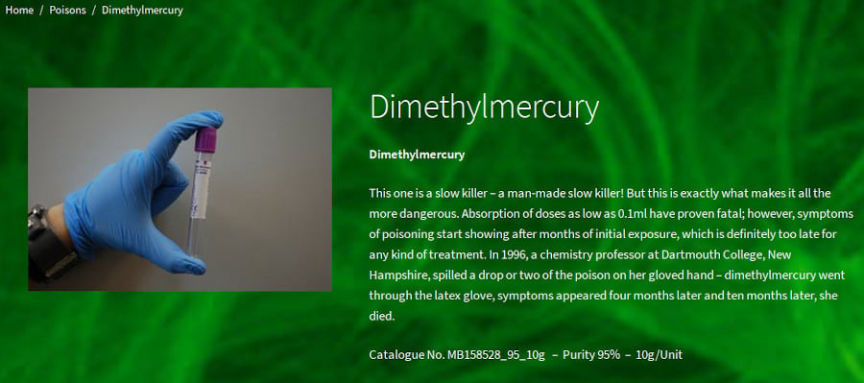 Home / Poisons / Dimethylmercury
Dimethylmercury
Dimethylmercury
This one is a slow killer – a man-made slow killer! But this is exactly what makes it all the
more dangerous. Absorption of doses as low as 0.1ml have proven fatal; however, symptoms
of poisoning start showing after months of initial exposure, which is definitely too late for
any kind of treatment. In 1996, a chemistry professor at Dartmouth College, New
Hampshire, spilled a drop or two of the poison on her gloved hand – dimethylmercury went
through the latex glove, symptoms appeared four months later and ten months later, she
died.
Catalogue No. MB158528_95_10g – Purity 95% – 10g/Unit